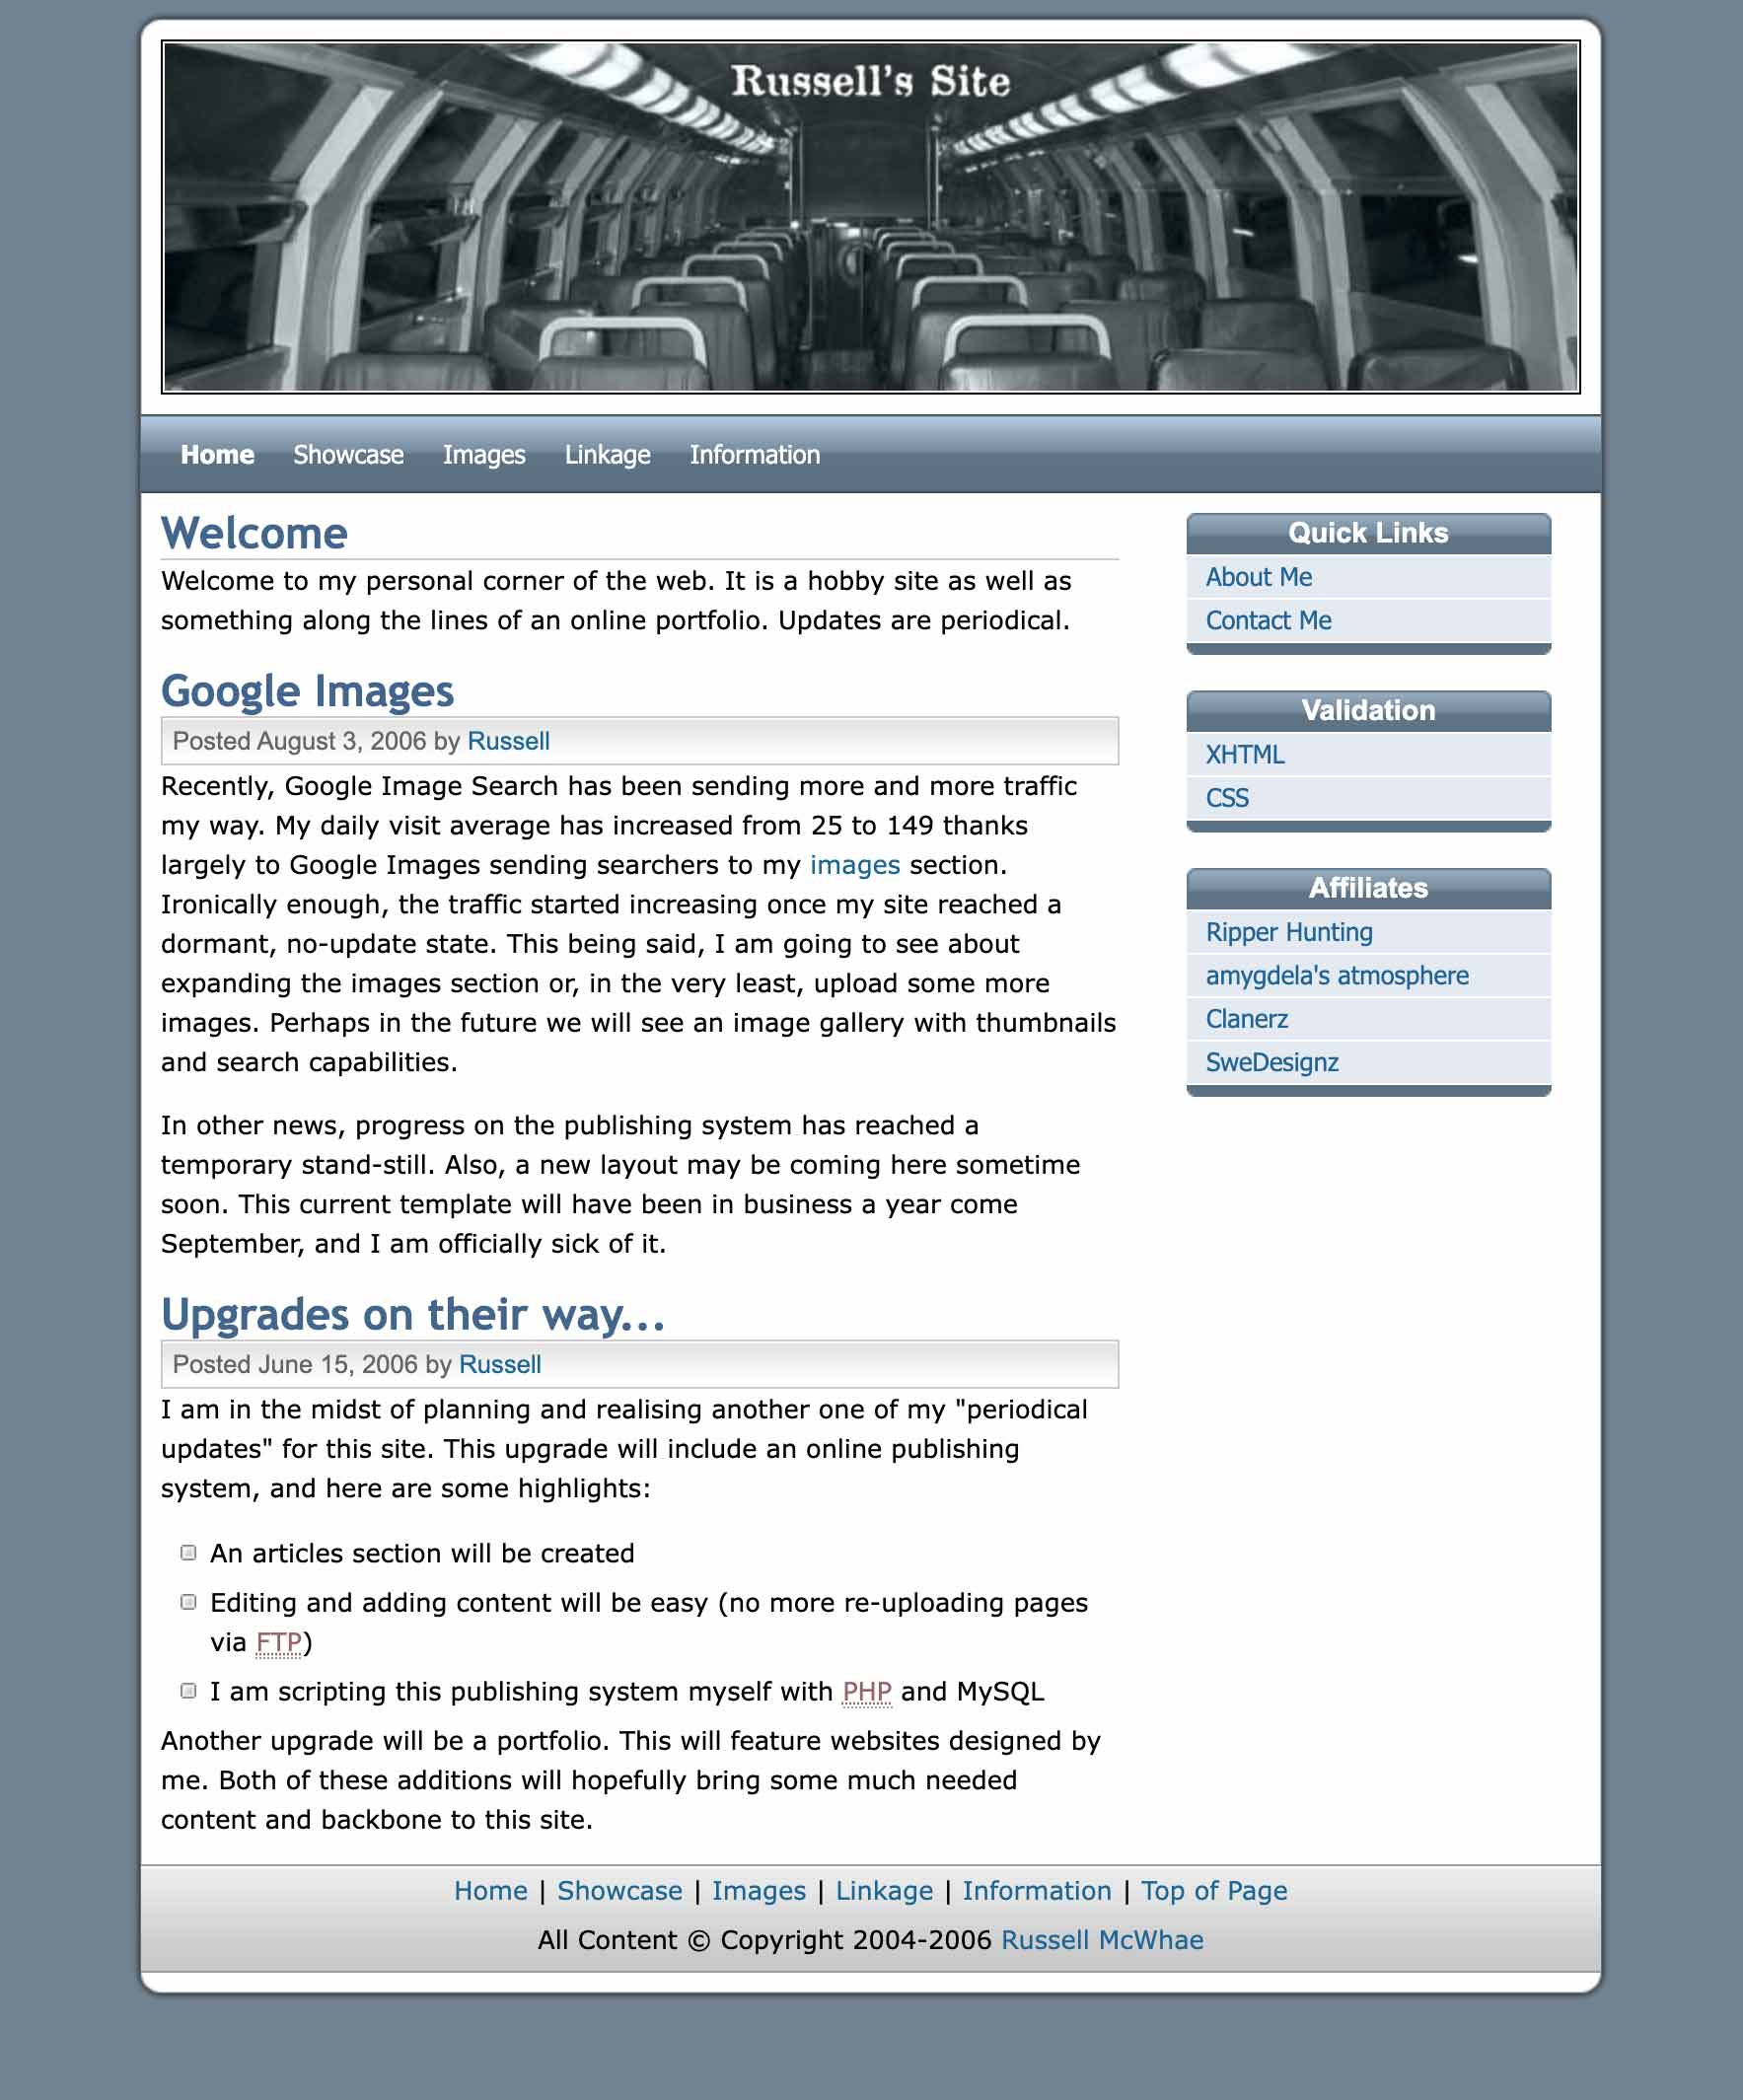 Russell's Site
Home Showcase Images Linkage Information
Welcome
Welcome to my personal corner of the web. It is a hobby site as well as
something along the lines of an online portfolio. Updates are periodical.
Google Images
Posted August 3, 2006 by Russell
Recently, Google Image Search has been sending more and more traffic
my way. My daily visit average has increased from 25 to 149 thanks
largely to Google Images sending searchers to my images section.
Ironically enough, the traffic started increasing once my site reached a
dormant, no-update state. This being said, I am going to see about
expanding the images section or, in the very least, upload some more
images. Perhaps in the future we will see an image gallery with thumbnails
and search capabilities.
In other news, progress on the publishing system has reached a
temporary stand-still. Also, a new layout may be coming here sometime
soon. This current template will have been in business a year come
September, and I am officially sick of it.
Upgrades on their way...
Posted June 15, 2006 by Russell
I am in the midst of planning and realising another one of my "periodical
updates" for this site. This upgrade will include an online publishing
system, and here are some highlights:
An articles section will be created
Editing and adding content will be easy (no more re-uploading pages
via FTP)
I am scripting this publishing system myself with PHP and MySQL
Another upgrade will be a portfolio. This will feature websites designed by
me. Both of these additions will hopefully bring some much needed
content and backbone to this site.
Quick Links
About Me
Contact Me
Validation
XHTML
CSS
Affiliates
Ripper Hunting
amygdela's atmosphere
Clanerz
SweDesignz
Home | Showcase | Images | Linkage | Information | Top of Page
All Content © Copyright 2004-2006 Russell McWhae